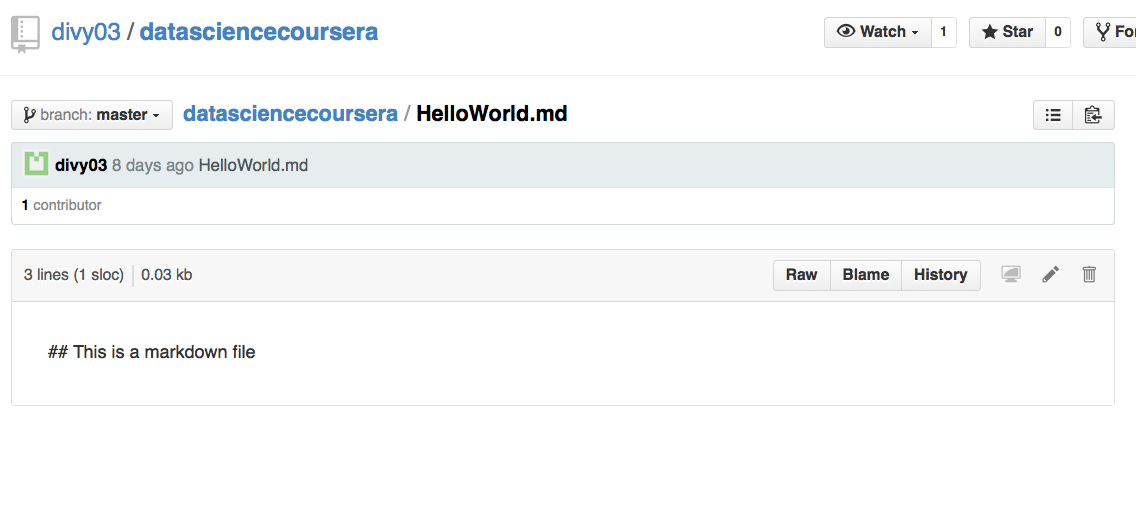 divy03 / datasciencecoursera
Watch 1 Star 0 Fo
branch: master datasciencecoursera / HelloWorld.md
divy03 8 days ago HelloWorld.md
1 contributor
3 lines (1 sloc) 0.03 kb Raw Blame History
## This is a markdown file